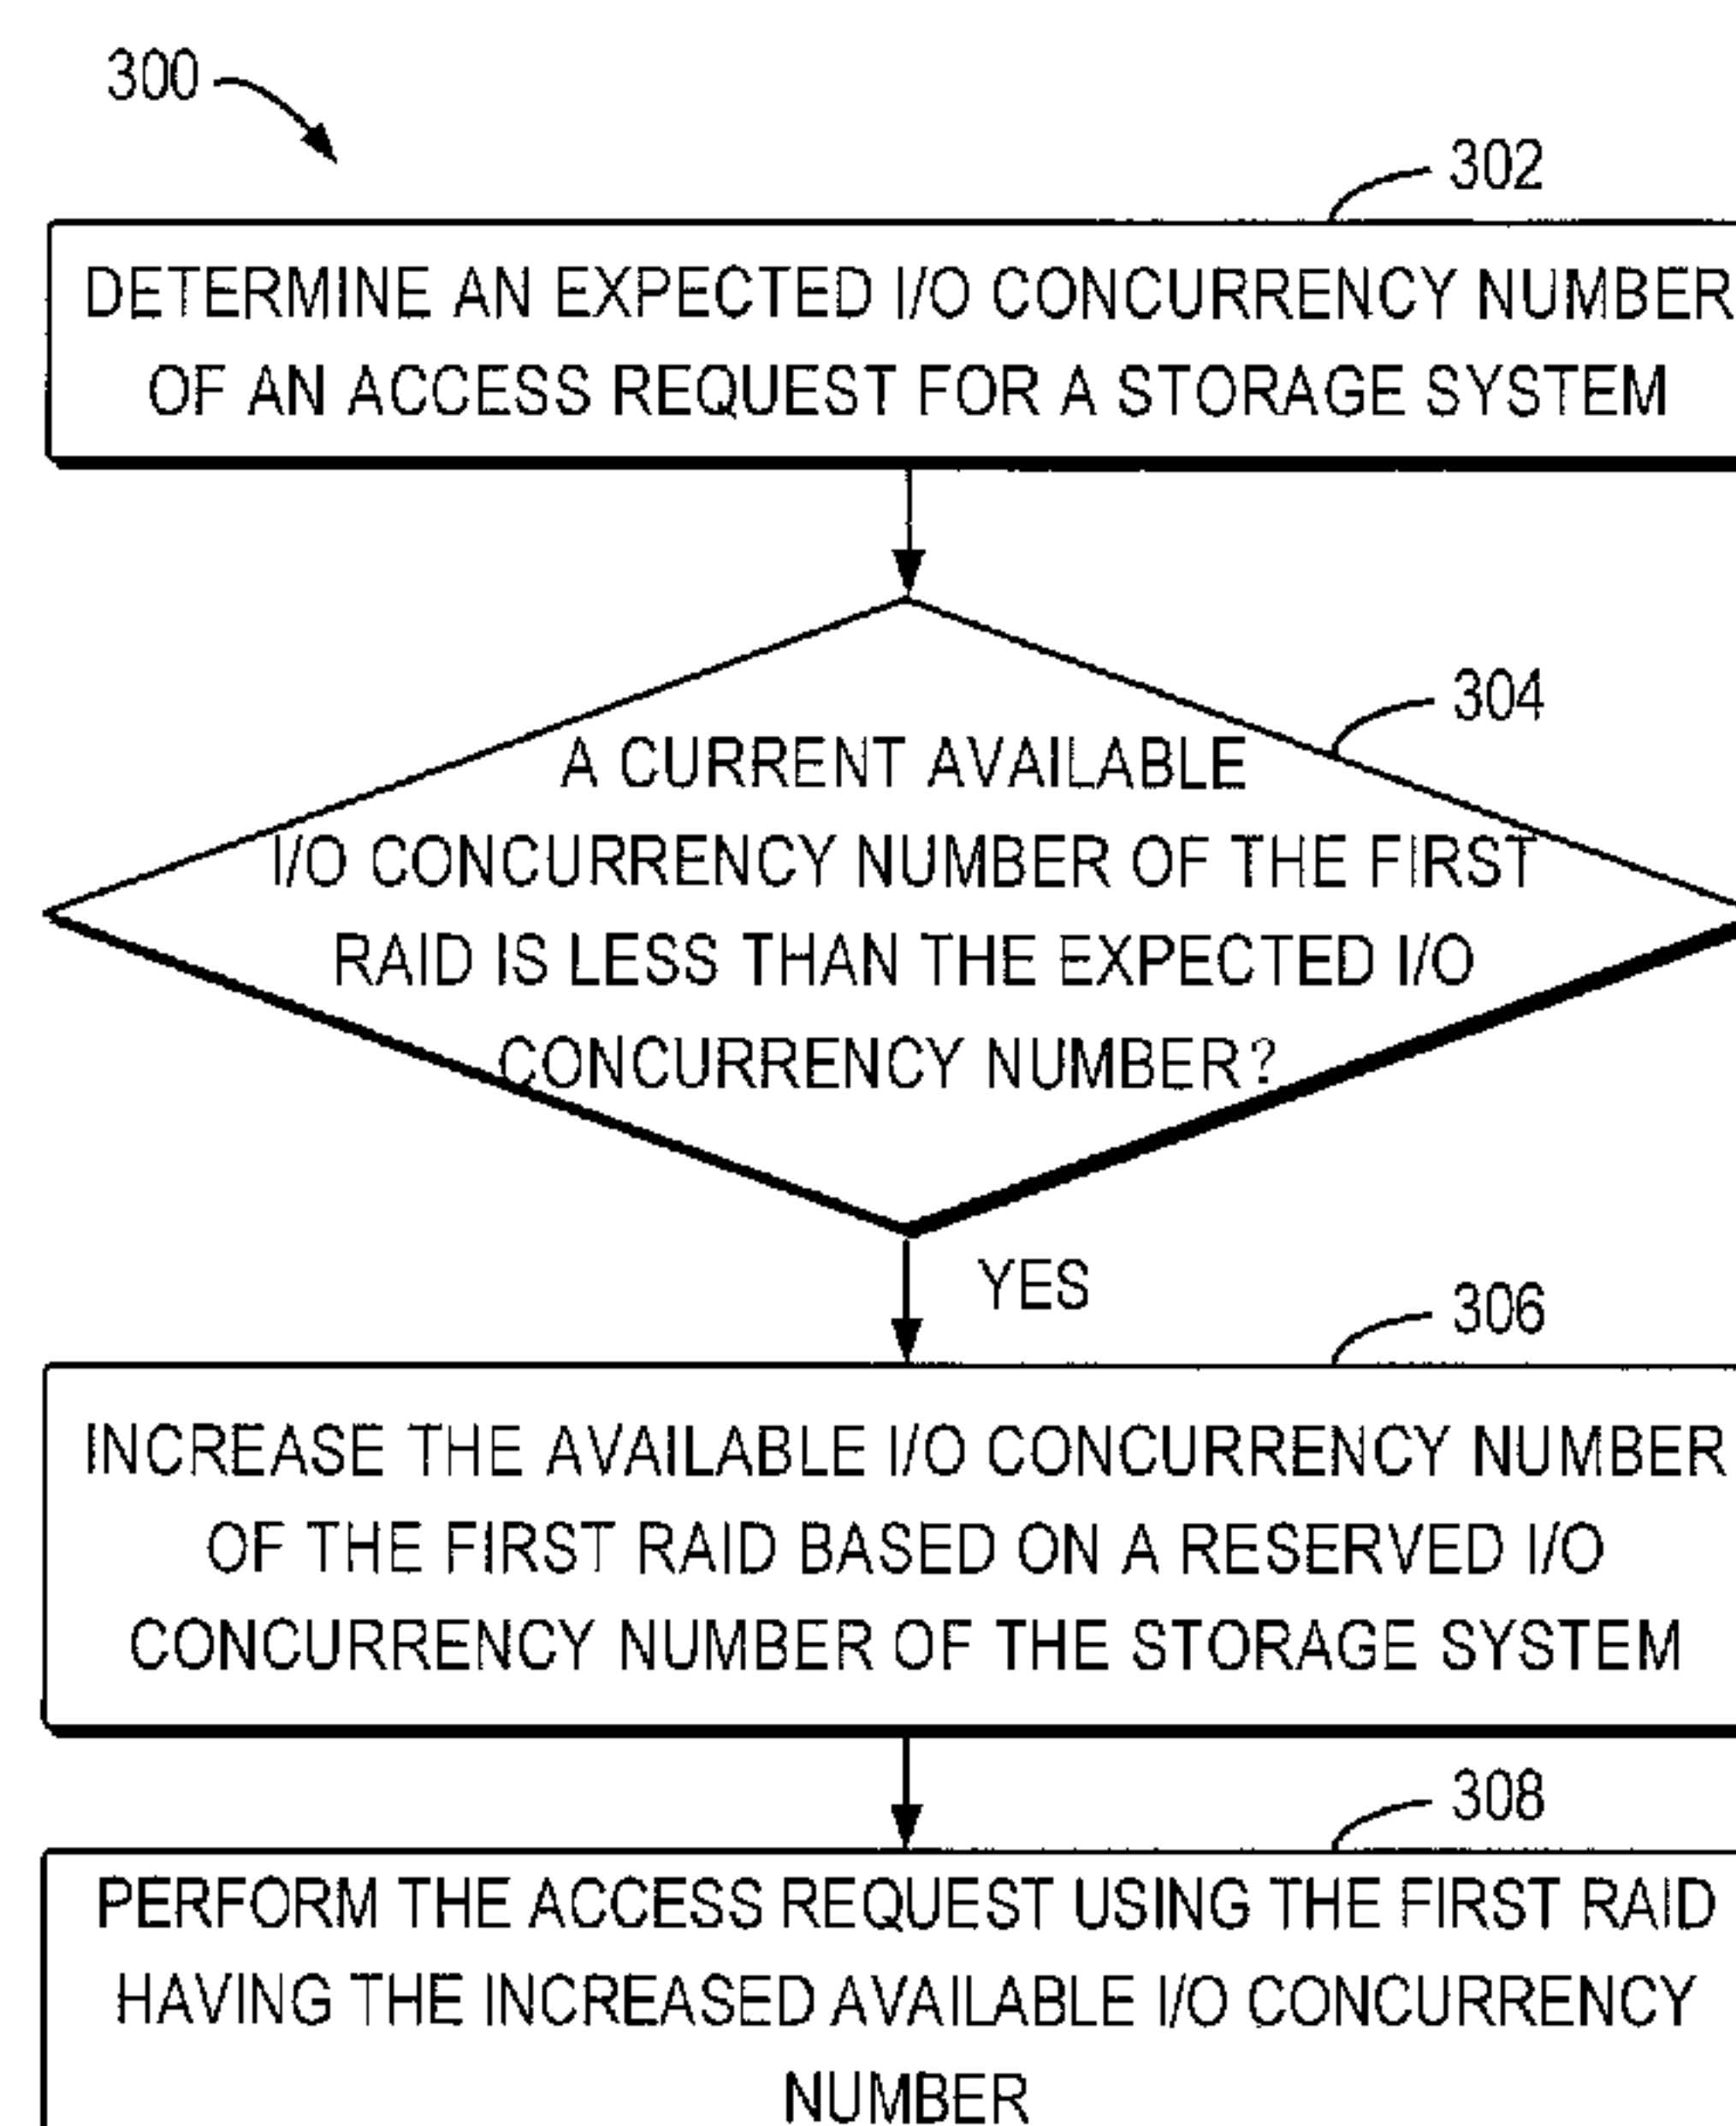 300
302
DETERMINE AN EXPECTED I/O CONCURRENCY NUMBER
OF AN ACCESS REQUEST FOR A STORAGE SYSTEM
304
A CURRENT AVAILABLE
I/O CONCURRENCY NUMBER OF THE FIRST
RAID IS LESS THAN THE EXPECTED I/O
CONCURRENCY NUMBER?
YES
306
INCREASE THE AVAILABLE I/O CONCURRENCY NUMBER
OF THE FIRST RAID BASED ON A RESERVED I/O
CONCURRENCY NUMBER OF THE STORAGE SYSTEM
308
PERFORM THE ACCESS REQUEST USING THE FIRST RAID
HAVING THE INCREASED AVAILABLE I/O CONCURRENCY
NUMBER